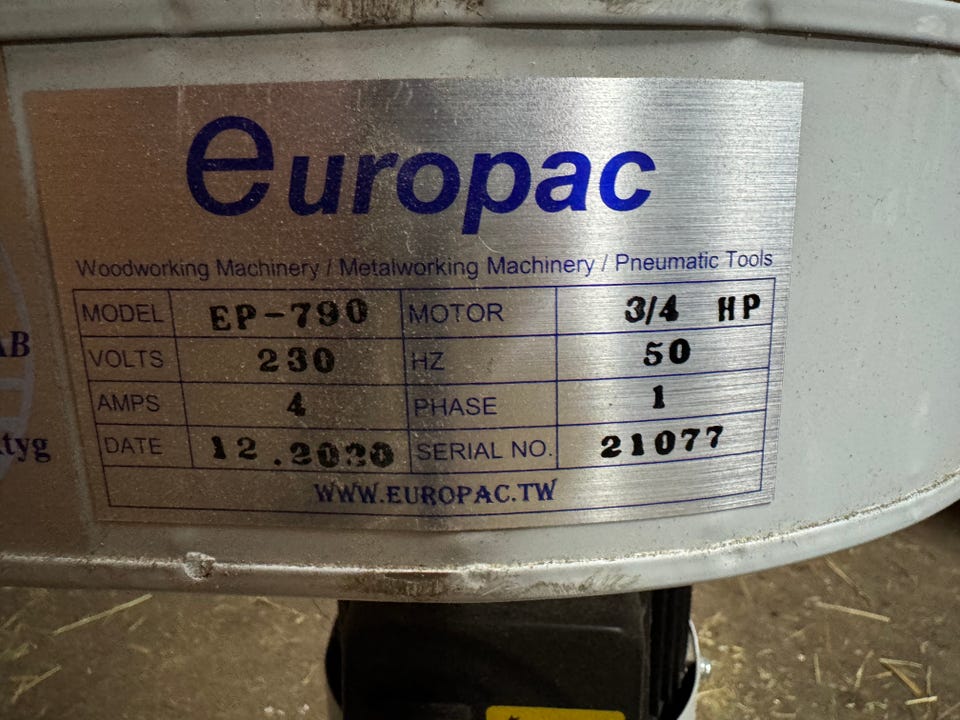 europac
Woodworking Machinery / Metalworking Machinery / Pneumatic Tools
MODEL EP-790 MOTOR 3/4 HP
VOLTS 230 HZ 50
AMPS 4 PHASE 1
DATE 12.2020 SERIAL NO. 21077
WWW.EUROPAC.TW
AB
tyg